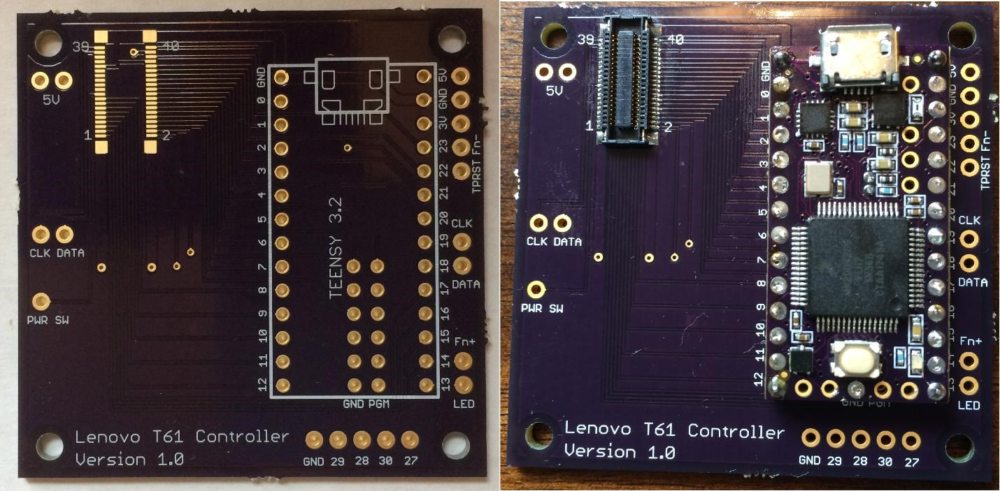 39 40
5V
1 2
CLK DATA
PWR SW
GND
0
1
2
3
4
5
6
7
8
9
10
11
12
TEENSY 3.2
5V
GND
3V
23
22
21
20
19
18
17
16
15
14
13
Fn-
TPRST
CLK
DATA
Fn+
LED
GND PGM
Lenovo T61 Controller
Version 1.0
GND 29 28 30 27
39 40
5V
1 2
CLK DATA
PWR SW
GND
0
1
2
3
4
5
6
7
8
9
10
11
12
5V
GND
3V
Fn-
TPRST
21
CLK
DATA
Fn+
LED
GND PGM
Lenovo T61 Controller
Version 1.0
GND 29 28 30 27